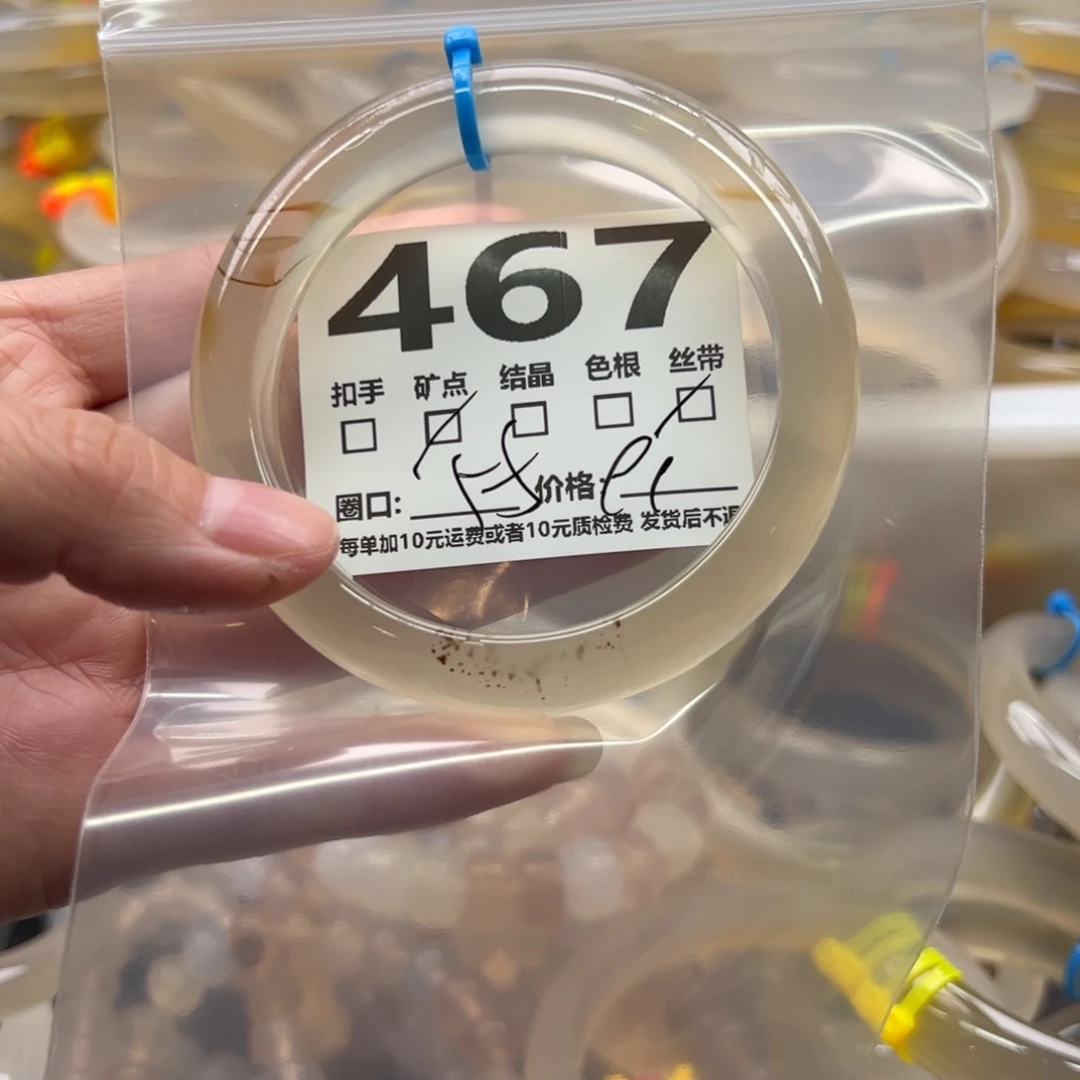 467
扣手 矿点 结晶 色根 丝带
圈口: 价格:
每单加10元运费或者10元质检费 发货后不退